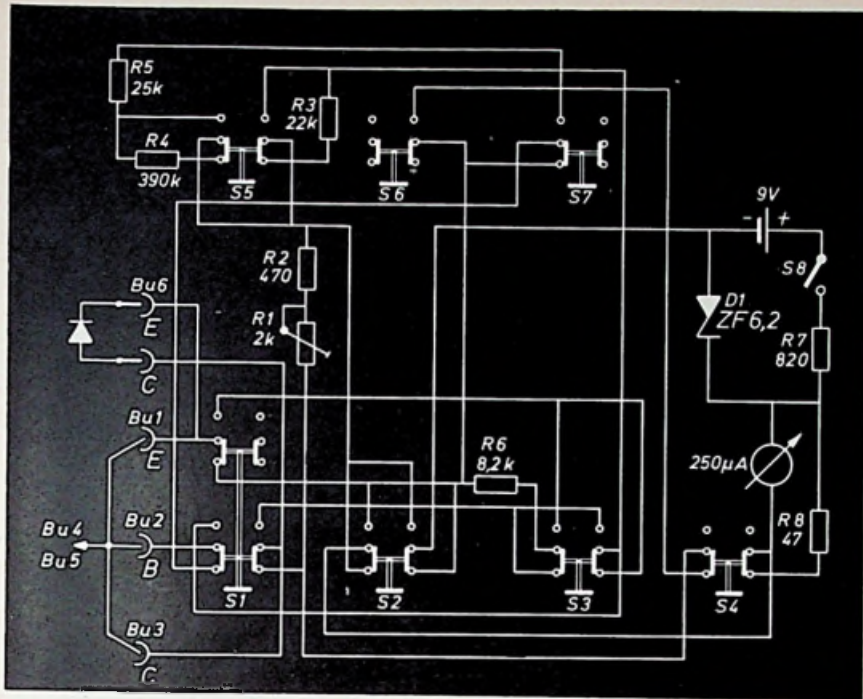 R5
25k
R4
390k
S5
R3
22k
S6
S7
9V
- +
S8
R2
470
D1
ZF6,2
R7
820
Bu6
E
R1
2k
C
Bu1
E
R6
8,2k
250µA
R8
47
Bu4
Bu5
Bu2
B
S1
S2
S3
S4
Bu3
C